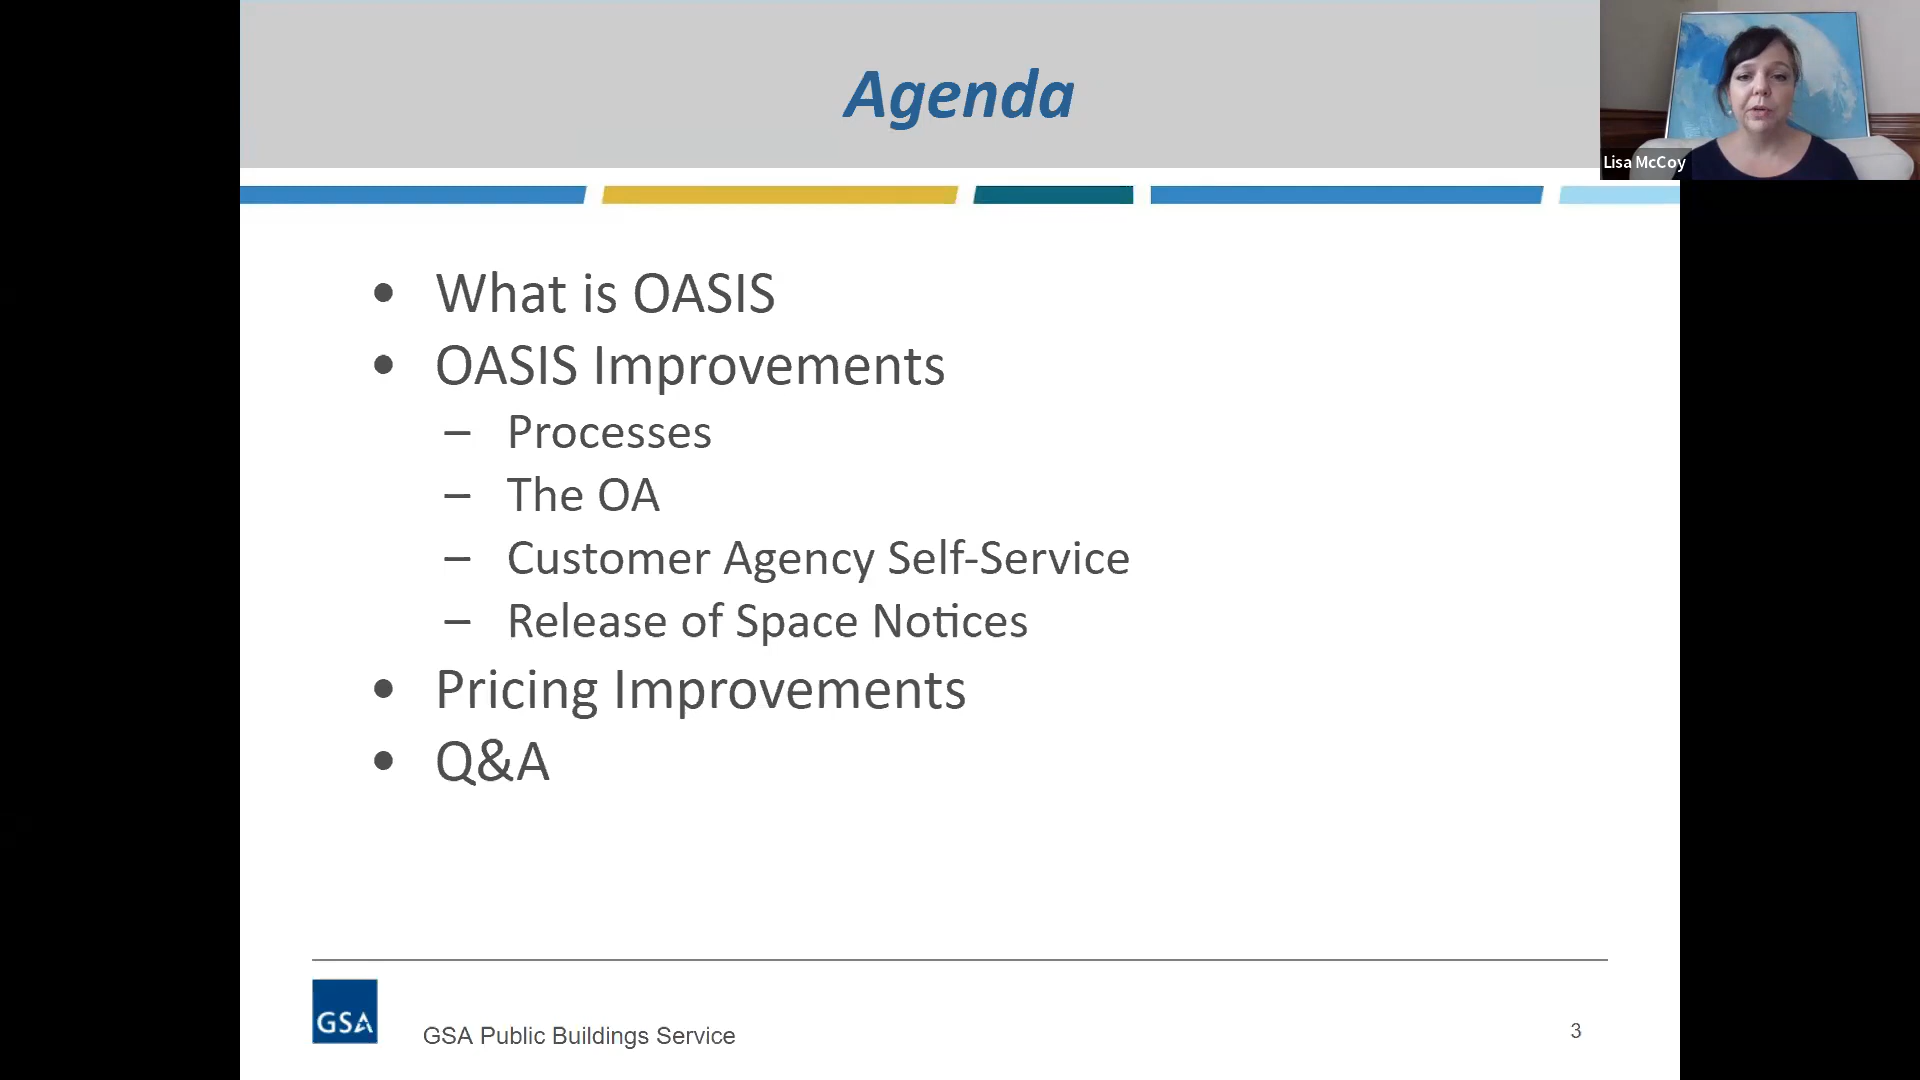 Agenda
Lisa McCoy
• What is OASIS
• OASIS Improvements
– Processes
– The OA
– Customer Agency Self-Service
– Release of Space Notices
• Pricing Improvements
• Q&A
GSA
GSA Public Buildings Service
3